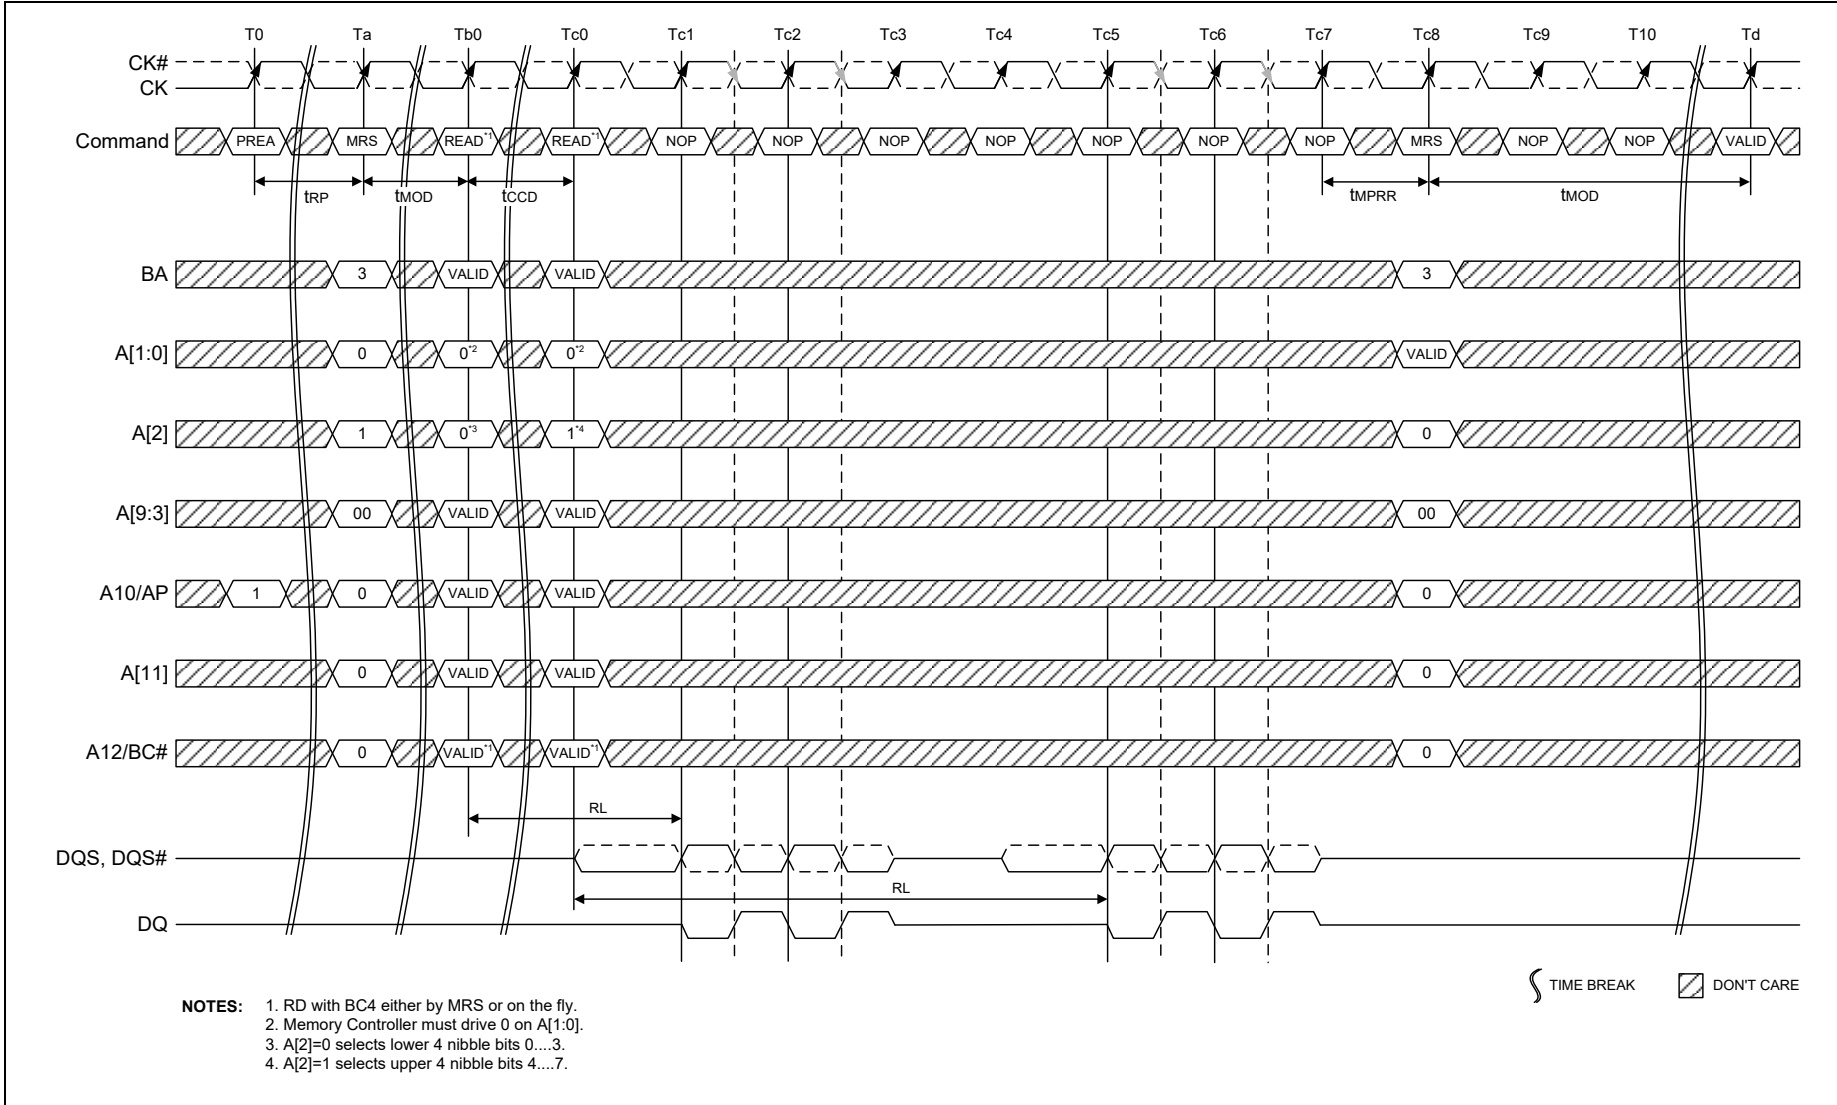 T0 Ta Tb0 Tc0 Tc1 Tc2 Tc3 Tc4 Tc5 Tc6 Tc7 Tc8 Tc9 T10 Td
CK#
CK
Command PREA MRS READ*1 READ*1 NOP NOP NOP NOP NOP NOP NOP MRS NOP NOP VALID
tRP tMOD tCCD tMPRR tMOD
BA 3 VALID VALID 3
A[1:0] 0*2 0*2 0 VALID
A[2] 1 0*3 1*4 0
A[9:3] 00 VALID VALID 00
A10/AP 1 0 VALID VALID 0
A[11] 0 VALID VALID 0
A12/BC# 0 VALID*1 VALID*1 0
RL
DQS, DQS#
RL
DQ
TIME BREAK DON'T CARE
NOTES: 1. RD with BC4 either by MRS or on the fly.
2. Memory Controller must drive 0 on A[1:0].
3. A[2]=0 selects lower 4 nibble bits 0....3.
4. A[2]=1 selects upper 4 nibble bits 4....7.